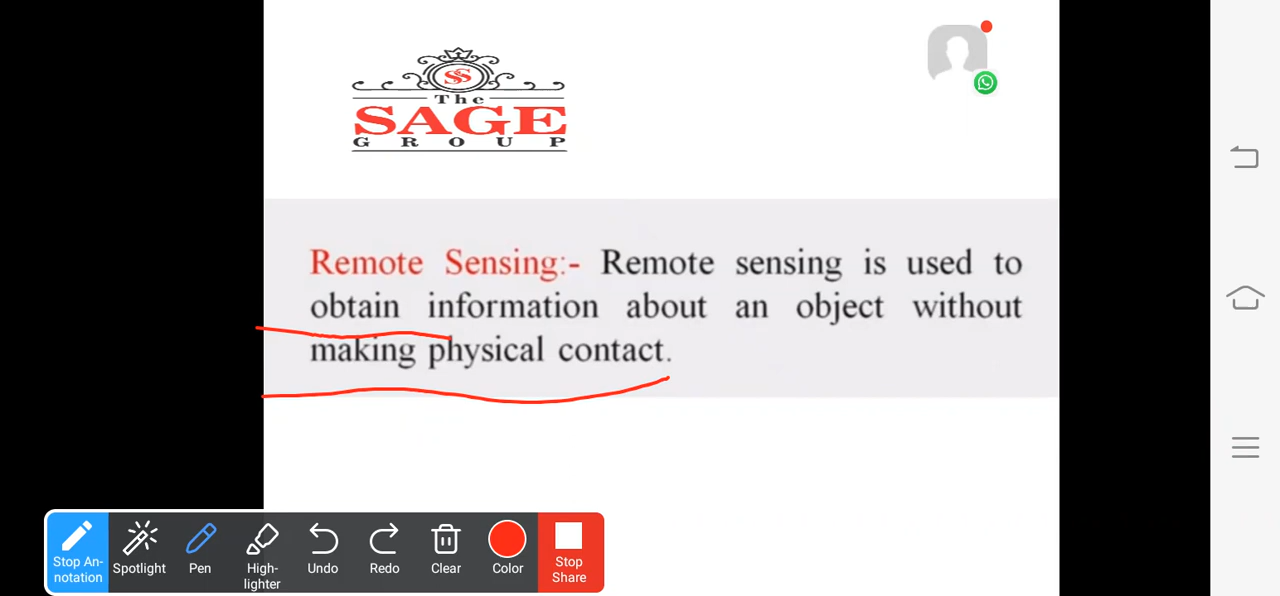 SS
The
SAGE
GROUP
Remote Sensing:- Remote sensing is used to
obtain information about an object without
making physical contact.
Stop An-
notation
Spotlight
Pen
High-
lighter
Undo
Redo
Clear
Color
Stop
Share